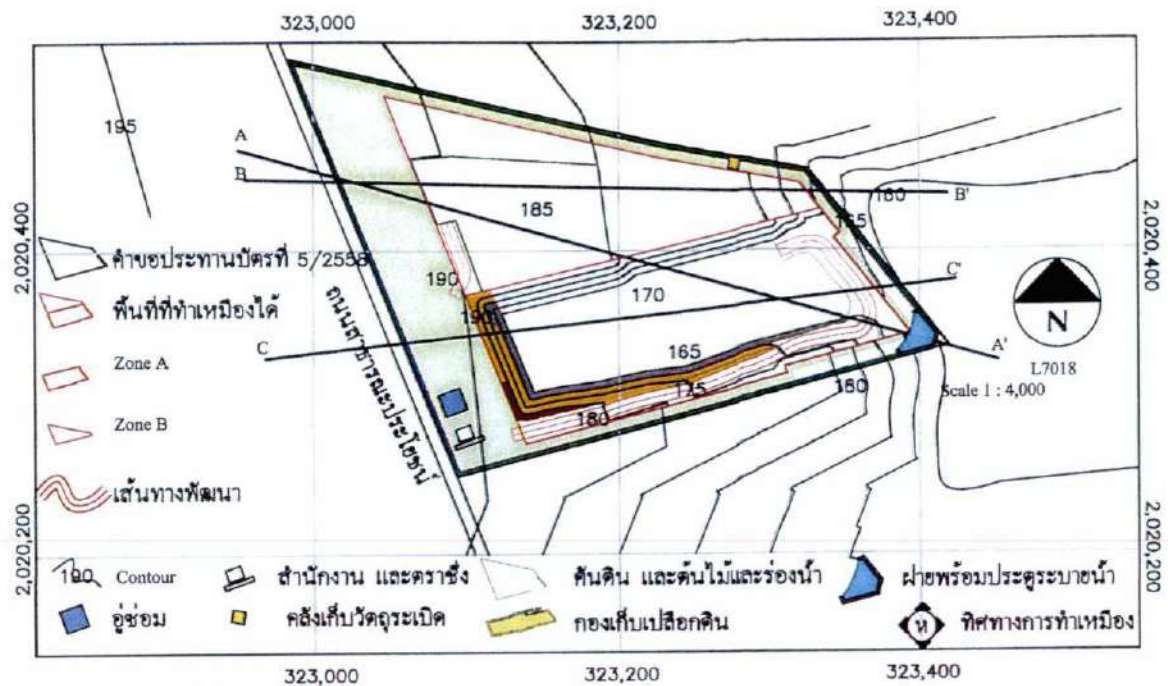 323,000 323,200 323,400
195
A
B
185
180
B'
165
2,020,400
2,020,400
คำขอประทานบัตรที่ 5/2558
190
170
C'
พื้นที่ที่ทำเหมืองได้
190
ถนนสาธารณะประโยชน์
N
C
165
A'
L7018
Zone A
175
180
Scale 1 : 4,000
180
Zone B
เส้นทางพัฒนา
2,020,200
2,020,200
190 Contour สำนักงาน และตราชั่ง คันดิน และต้นไม้และร่องน้ำ ฝายพร้อมประตูระบายน้ำ
อู่ซ่อม คลังเก็บวัตถุระเบิด กองเก็บเปลือกดิน ห ทิศทางการทำเหมือง
323,000 323,200 323,400